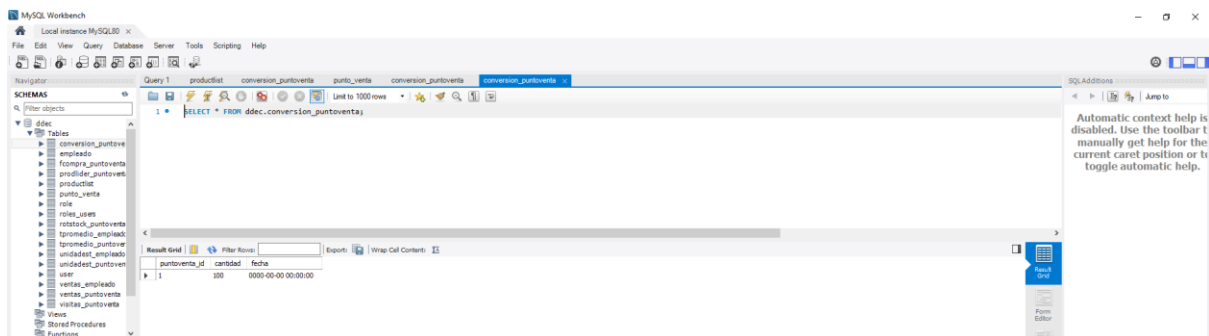 MySQL Workbench
Local instance MySQL80 ×
File Edit View Query Database Server Tools Scripting Help
Navigator
SCHEMAS
Filter objects
ddec
Tables
conversion_puntove
empleado
fcompra_puntoventa
prodlider_puntovent
productlist
punto_venta
role
roles_users
rotstock_puntoventa
tpromedio_empleado
tpromedio_puntover
unidadest_empleado
unidadest_puntoven
user
ventas_empleado
ventas_puntoventa
visitas_puntoventa
Views
Stored Procedures
Functions
Query 1 productlist conversion_puntoventa punto_venta conversion_puntoventa conversion_puntoventa ×
Limit to 1000 rows
1 SELECT * FROM ddec.conversion_puntoventa;
Result Grid Filter Rows: Export: Wrap Cell Content:
puntoventa_id cantidad fecha
1 100 0000-00-00 00:00:00
Result
Grid
Form
Editor
SQLAdditions
Jump to
Automatic context help is
disabled. Use the toolbar t
manually get help for the
current caret position or to
toggle automatic help.